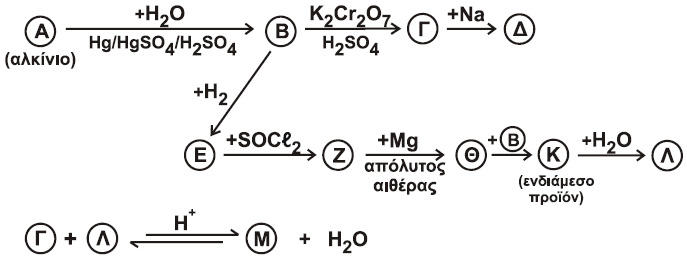 A +H2O Hg/HgSO4/H2SO4 B K2Cr2O7 H2SO4 Γ +Na Δ
(αλκίνιο)
+H2
E +SOCℓ2 Z +Mg απόλυτος αιθέρας Θ + B K +H2O Λ
(ενδιάμεσο προϊόν)
Γ + Λ H+ M + H2O